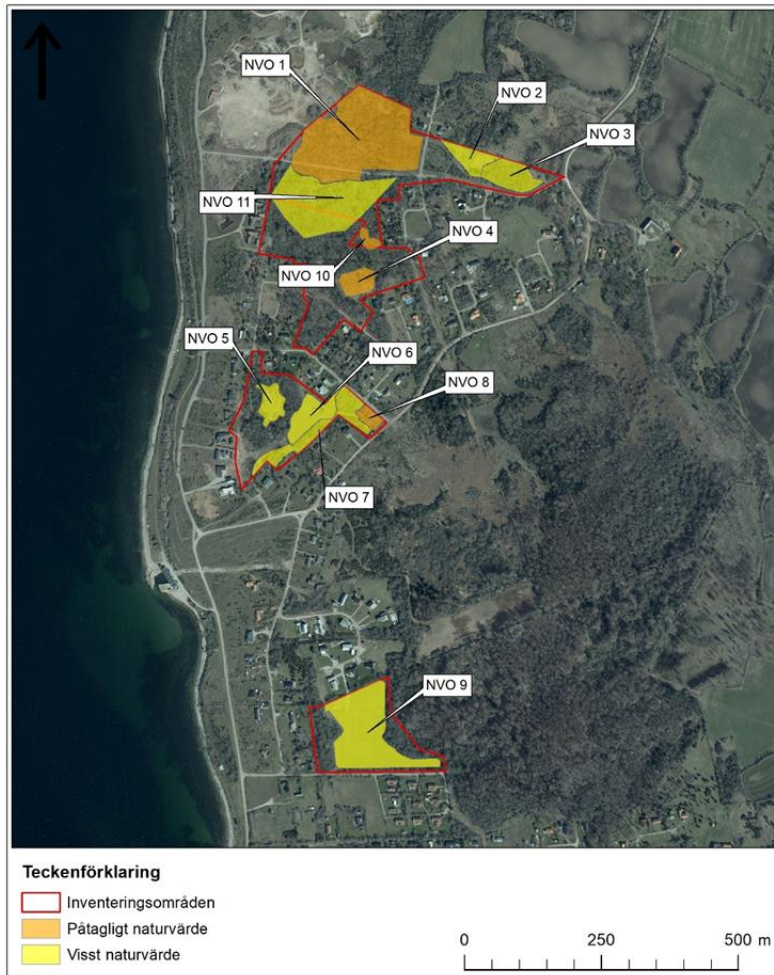 NVO 1
NVO 2
NVO 3
NVO 11
NVO 4
NVO 10
NVO 5
NVO 6
NVO 8
NVO 7
NVO 9
Teckenförklaring
Inventeringsområden
Påtagligt naturvärde
Visst naturvärde
0 250 500 m